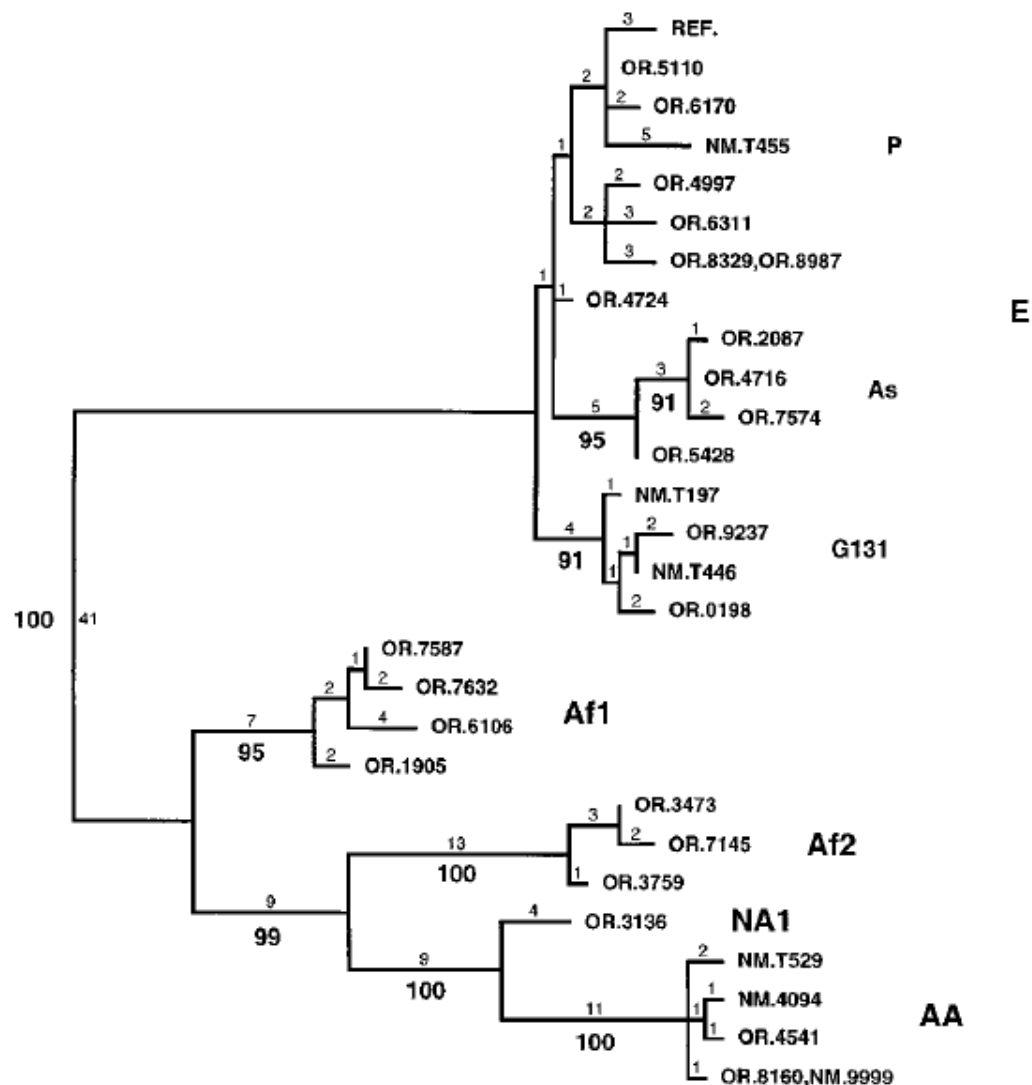 3 REF.
OR.5110
2
2 OR.6170
5 NM.T455 P
1
2 OR.4997
2 3 OR.6311
3 OR.8329,OR.8987
1
1 OR.4724 E
1 OR.2087
3 OR.4716 As
91
5 2 OR.7574
95
OR.5428
1 NM.T197
4 2 OR.9237
1 G131
91 NM.T446
1
2 OR.0198
100 41
OR.7587
1
2 2 OR.7632
4 OR.6106 Af1
7
95
2 OR.1905
OR.3473
3
13 2 OR.7145 Af2
100
1 OR.3759
9
99
4 OR.3136 NA1
9
100
2 NM.T529
1 NM.4094
11 1 AA
100
1 OR.4541
1 OR.8160,NM.9999